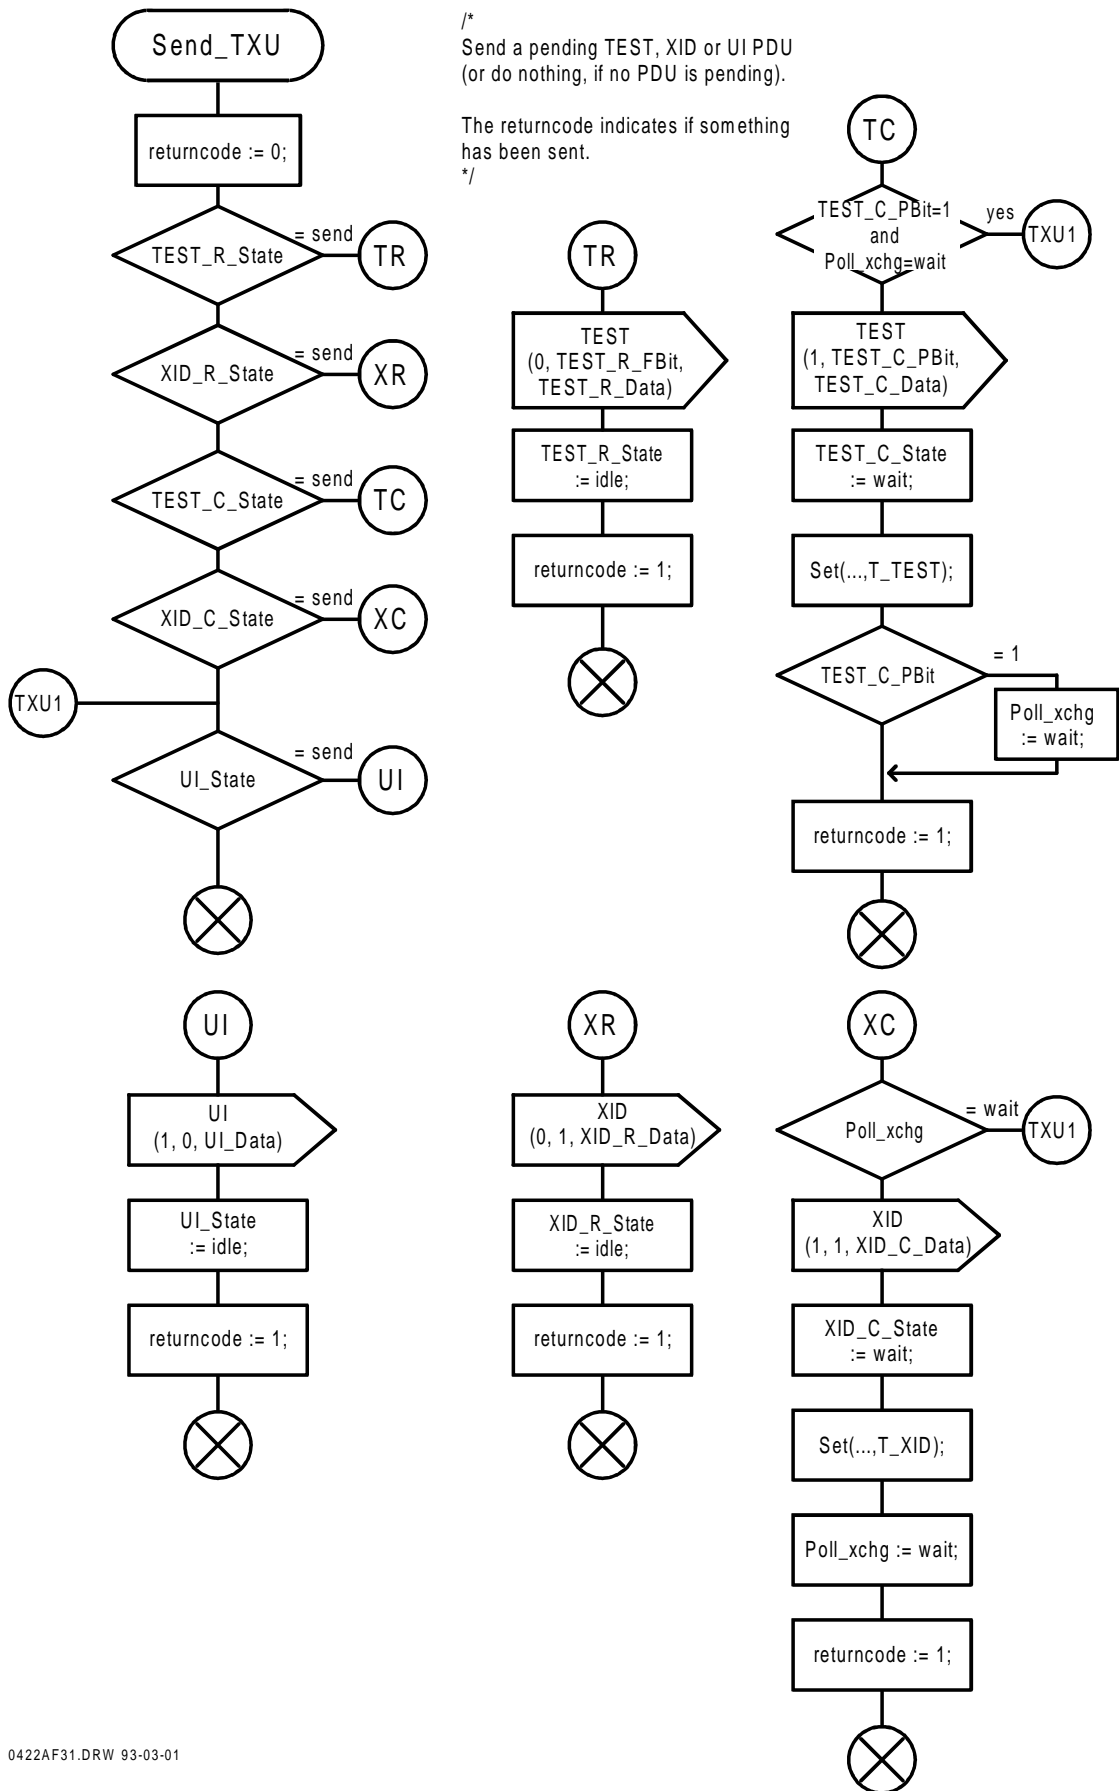 Send_TXU
/*
Send a pending TEST, XID or UI PDU
(or do nothing, if no PDU is pending).
The returncode indicates if something
has been sent.
*/
returncode := 0;
TEST_R_State
= send
TR
XID_R_State
= send
XR
TEST_C_State
= send
TC
XID_C_State
= send
XC
TXU1
UI_State
= send
UI
TR
TEST
(0, TEST_R_FBit,
TEST_R_Data)
TEST_R_State
:= idle;
returncode := 1;
TC
TEST_C_PBit=1
and
Poll_xchg=wait
yes
TXU1
TEST
(1, TEST_C_PBit,
TEST_C_Data)
TEST_C_State
:= wait;
Set(...,T_TEST);
TEST_C_PBit
= 1
Poll_xchg
:= wait;
returncode := 1;
UI
UI
(1, 0, UI_Data)
UI_State
:= idle;
returncode := 1;
XR
XID
(0, 1, XID_R_Data)
XID_R_State
:= idle;
returncode := 1;
XC
Poll_xchg
= wait
TXU1
XID
(1, 1, XID_C_Data)
XID_C_State
:= wait;
Set(...,T_XID);
Poll_xchg := wait;
returncode := 1;
0422AF31.DRW 93-03-01